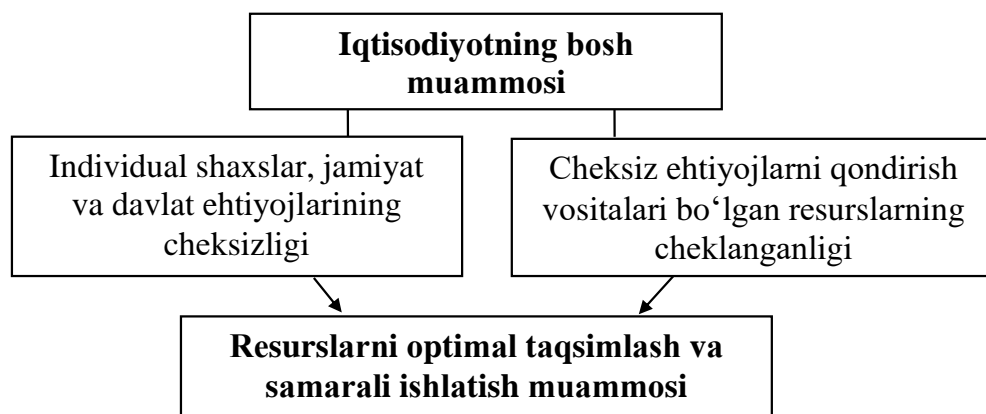 Iqtisodiyotning bosh
muammosi
Individual shaxslar, jamiyat
va davlat ehtiyojlarining
cheksizligi
Cheksiz ehtiyojlarni qondirish
vositalari bo‘lgan resurslarning
cheklanganligi
Resurslarni optimal taqsimlash va
samarali ishlatish muammosi